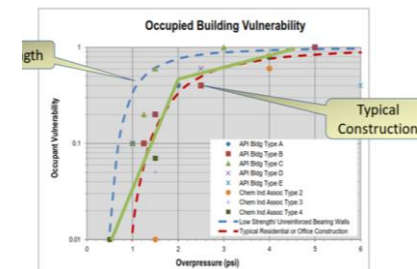 Occupied Building Vulnerability
ngth
Typical
Construction
Occupant Vulnerability
1
0.1
0.01
API Bldg Type A
API Bldg Type B
API Bldg Type C
API Bldg Type D
API Bldg Type E
Chem Ind Assoc Type 2
Chem Ind Assoc Type 3
Chem Ind Assoc Type 4
Low Strength/ Unreinforced Bearing Walls
Typical Residential or Office Construction
0 1 2 3 4 5 6
Overpressure (psi)